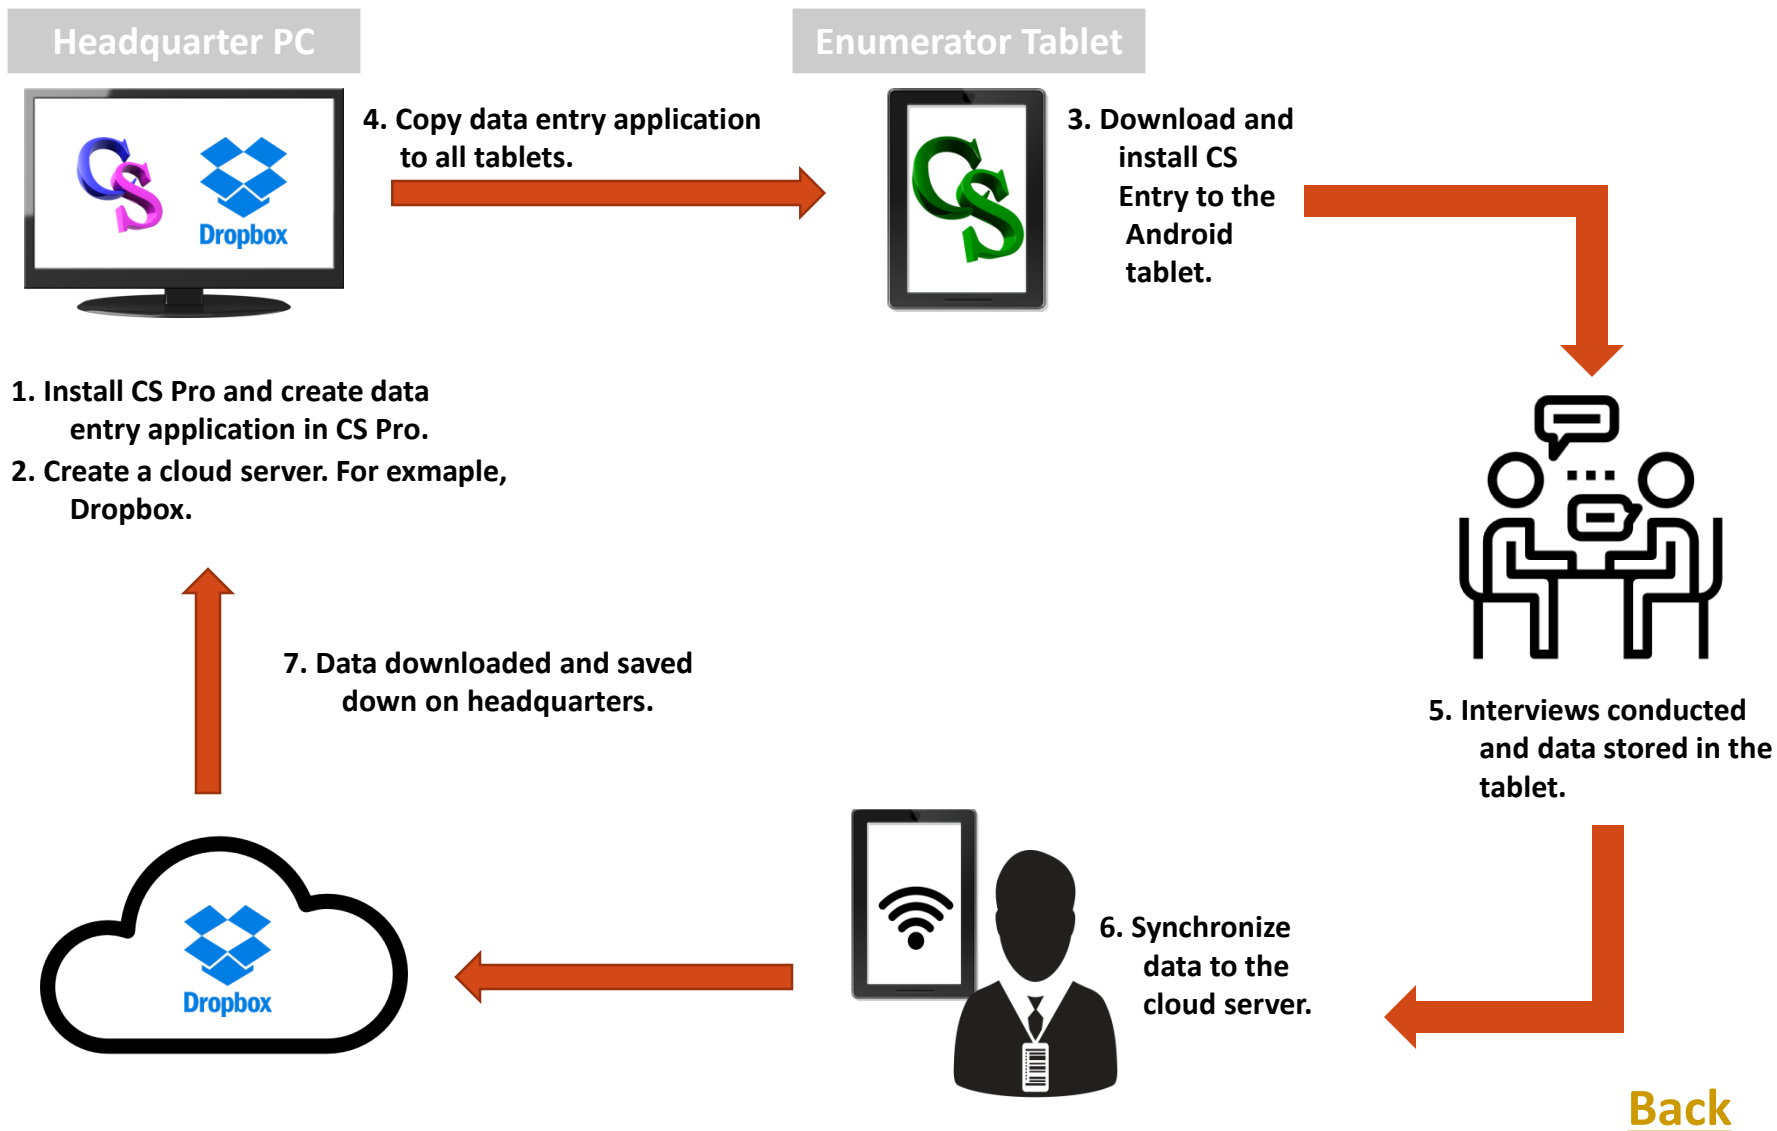 Headquarter PC
Enumerator Tablet
CS
Dropbox
4. Copy data entry application
to all tablets.
CS
3. Download and
install CS
Entry to the
Android
tablet.
1. Install CS Pro and create data
entry application in CS Pro.
2. Create a cloud server. For exmaple,
Dropbox.
7. Data downloaded and saved
down on headquarters.
5. Interviews conducted
and data stored in the
tablet.
6. Synchronize
data to the
cloud server.
Dropbox
Back